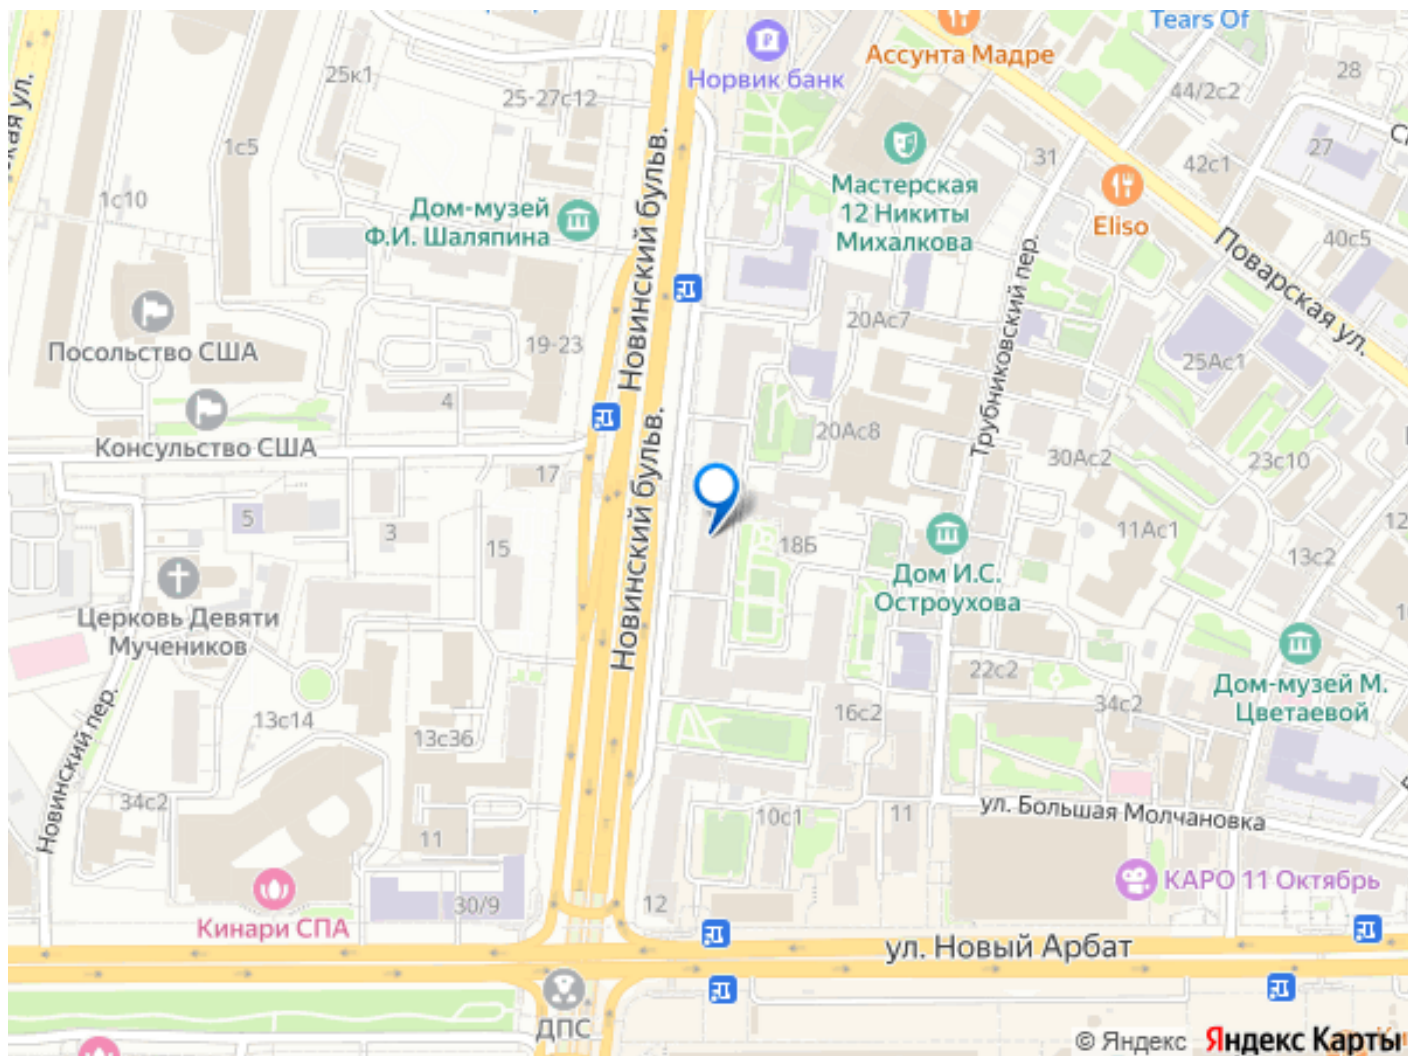 Tears Of
Ассунта Мадре
Норвик банк
28
25к1
44/2с2
25-27с12
1с5
31
27
42с1
Мастерская
12 Никиты
Михалкова
1с10
Дом-музей
Ф.И. Шаляпина
Новинский бульв.
Eliso
40с5
Поварская ул.
Трубниковский пер.
20Ас7
Посольство США
19-23
25Ас1
4
Консульство США
20Ас8
30Ас2
23с10
17
Новинский бульв.
5
3
15
18Б
11Ас1
13с2
Дом И.С.
Остроухова
Церковь Девяти
Мучеников
22с2
Дом-музей М.
Цветаевой
34с2
16с2
13с14
13с36
Новинский пер.
34с2
ул. Большая Молчановка
10с1
11
11
КАРО 11 Октябрь
30/9
12
Кинари СПА
ул. Новый Арбат
ДПС
© Яндекс Яндекс Карты